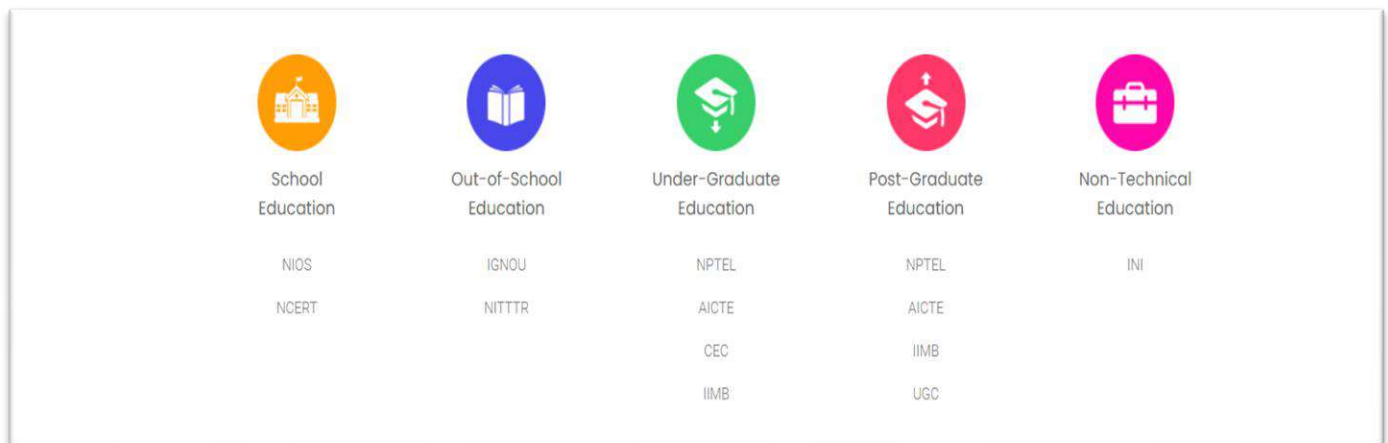 School
Education
Out-of-School
Education
Under-Graduate
Education
Post-Graduate
Education
Non-Technical
Education
NIOS
IGNOU
NPTEL
NPTEL
INI
NCERT
NITTTR
AICTE
AICTE
CEC
IIMB
IIMB
UGC